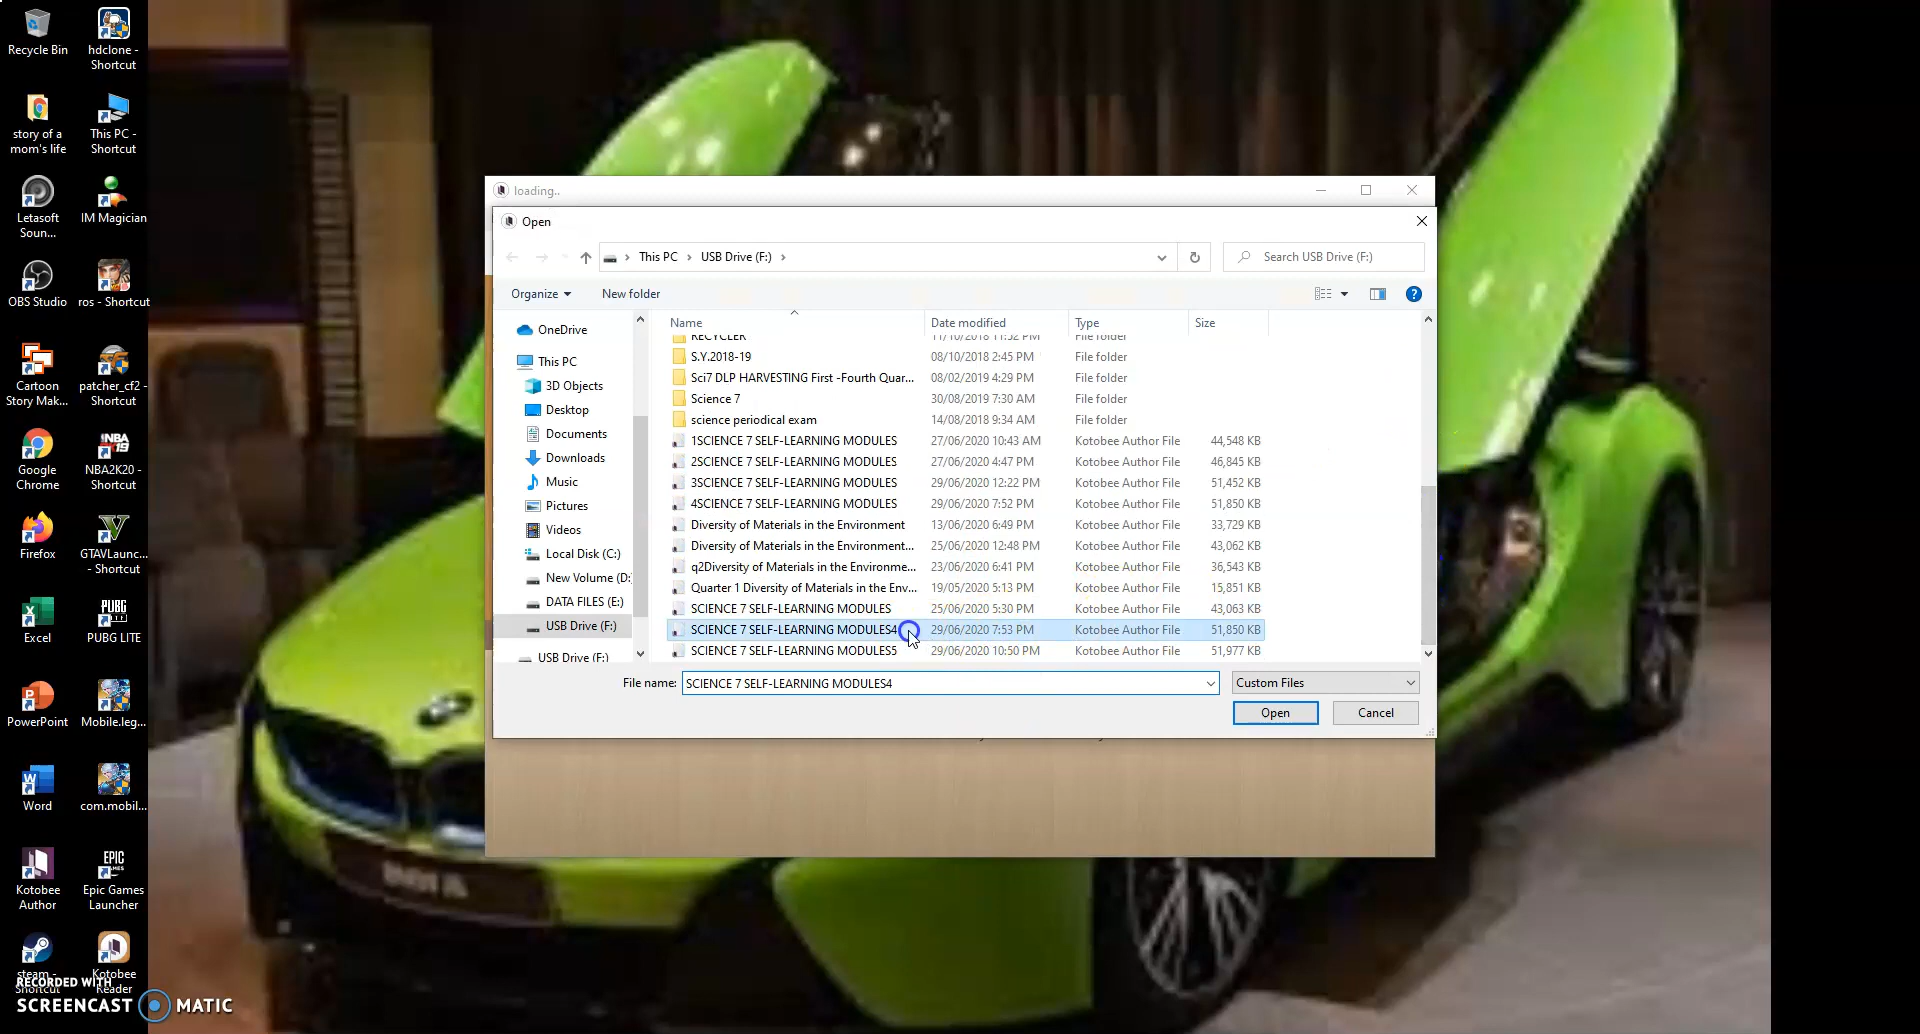 Recycle Bin
hdclone -
Shortcut
story of a
mom's life
This PC -
Shortcut
Letasoft
Soun...
IM Magician
OBS Studio
ros - Shortcut
Cartoon
Story Mak...
patcher_cf2 -
Shortcut
Google
Chrome
NBA2K20 -
Shortcut
Firefox
GTAVLaunc...
- Shortcut
Excel
PUBG LITE
PowerPoint
Mobile.leg...
Word
com.mobil...
Kotobee
Author
Epic Games
Launcher
steam -
Shortcut
Kotobee
Reader
RECORDED WITH
SCREENCAST MATIC
loading..
Open
This PC › USB Drive (F:) ›
Search USB Drive (F:)
Organize
New folder
OneDrive
This PC
3D Objects
Desktop
Documents
Downloads
Music
Pictures
Videos
Local Disk (C:)
New Volume (D:
DATA FILES (E:)
USB Drive (F:)
USB Drive (F:)
Name Date modified Type Size
RECYCLER 11/10/2018 11:52 PM File folder
S.Y.2018-19 08/10/2018 2:45 PM File folder
Sci7 DLP HARVESTING First -Fourth Quar... 08/02/2019 4:29 PM File folder
Science 7 30/08/2019 7:30 AM File folder
science periodical exam 14/08/2018 9:34 AM File folder
1SCIENCE 7 SELF-LEARNING MODULES 27/06/2020 10:43 AM Kotobee Author File 44,548 KB
2SCIENCE 7 SELF-LEARNING MODULES 27/06/2020 4:47 PM Kotobee Author File 46,845 KB
3SCIENCE 7 SELF-LEARNING MODULES 29/06/2020 12:22 PM Kotobee Author File 51,452 KB
4SCIENCE 7 SELF-LEARNING MODULES 29/06/2020 7:52 PM Kotobee Author File 51,850 KB
Diversity of Materials in the Environment 13/06/2020 6:49 PM Kotobee Author File 33,729 KB
Diversity of Materials in the Environment... 25/06/2020 12:48 PM Kotobee Author File 43,062 KB
q2Diversity of Materials in the Environme... 23/06/2020 6:41 PM Kotobee Author File 36,543 KB
Quarter 1 Diversity of Materials in the Env... 19/05/2020 5:13 PM Kotobee Author File 15,851 KB
SCIENCE 7 SELF-LEARNING MODULES 25/06/2020 5:30 PM Kotobee Author File 43,063 KB
SCIENCE 7 SELF-LEARNING MODULES4 29/06/2020 7:53 PM Kotobee Author File 51,850 KB
SCIENCE 7 SELF-LEARNING MODULES5 29/06/2020 10:50 PM Kotobee Author File 51,977 KB
File name: SCIENCE 7 SELF-LEARNING MODULES4
Custom Files
Open
Cancel